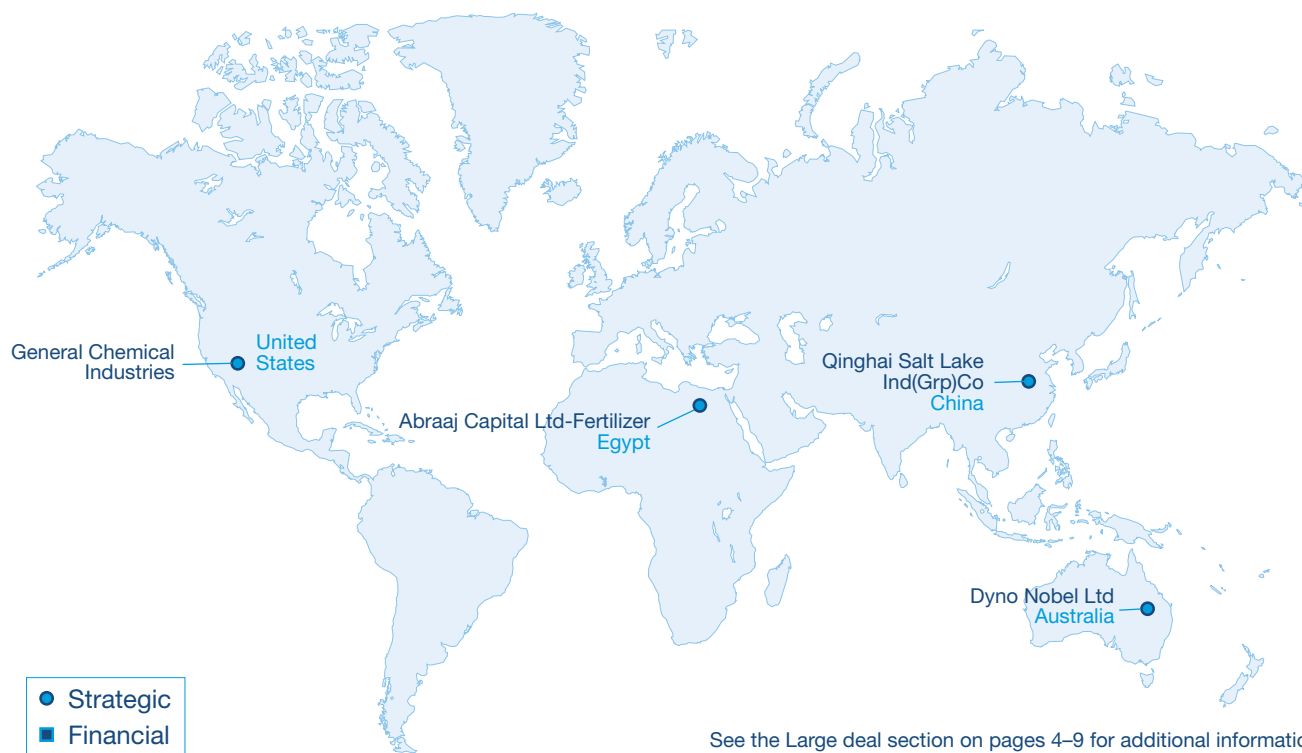 General Chemical
Industries
United
States
Abraaj Capital Ltd-Fertilizer
Egypt
Qinghai Salt Lake
Ind(Grp)Co
China
Dyno Nobel Ltd
Australia
Strategic
Financial
See the Large deal section on pages 4–9 for additional informatio